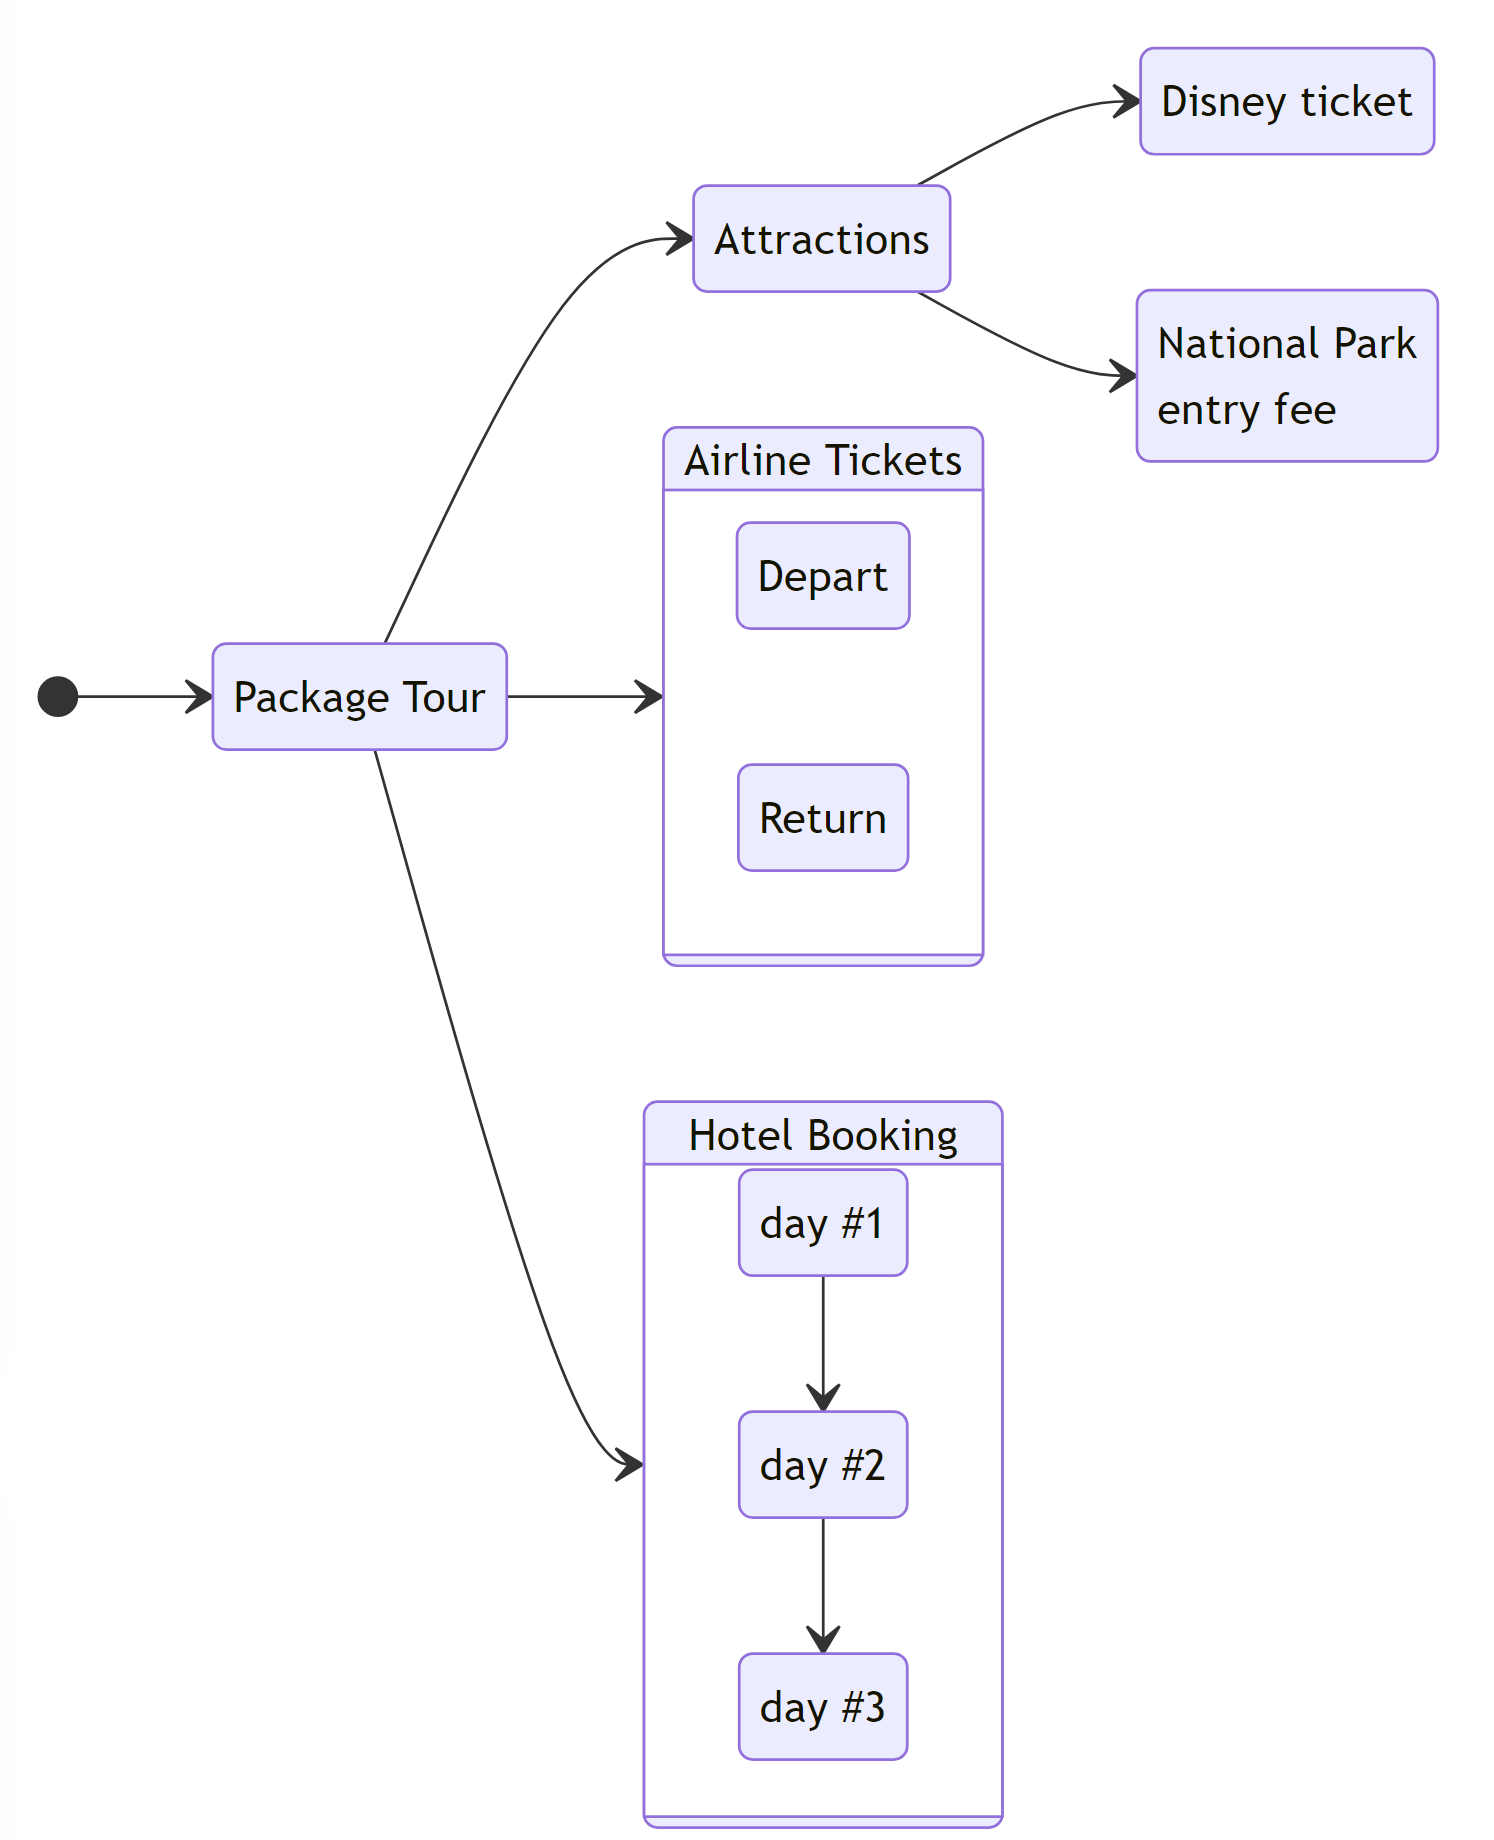 Disney ticket
Attractions
National Park
entry fee
Airline Tickets
Depart
Package Tour
Return
Hotel Booking
day #1
day #2
day #3